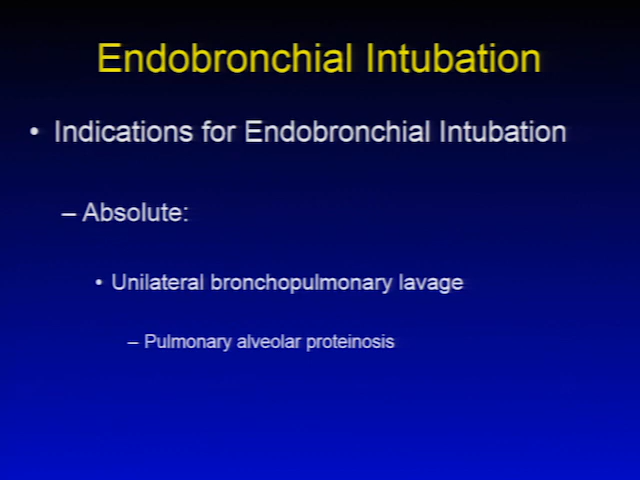 Endobronchial Intubation
• Indications for Endobronchial Intubation
– Absolute:
• Unilateral bronchopulmonary lavage
– Pulmonary alveolar proteinosis